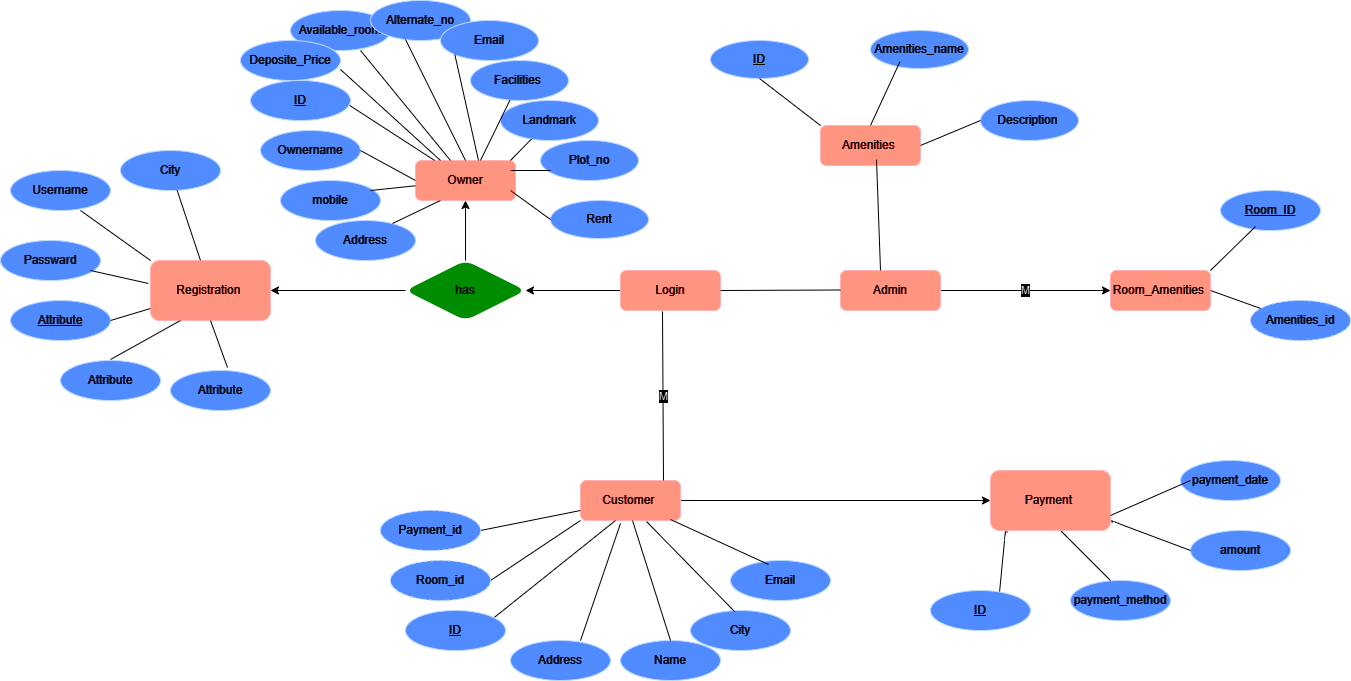 Alternate_no
Available_room
Email
Deposite_Price
Facilities
ID
Landmark
Ownername
Plot_no
Owner
mobile
Rent
Address
ID
Amenities_name
Description
Amenities
City
Username
Password
Registration
Attribute
Attribute
Attribute
has
Login
Admin
M
Room_Amenities
Room_ID
Amenities_id
M
Customer
Payment_id
Room_id
ID
Address
Name
City
Email
Payment
payment_date
amount
payment_method
ID